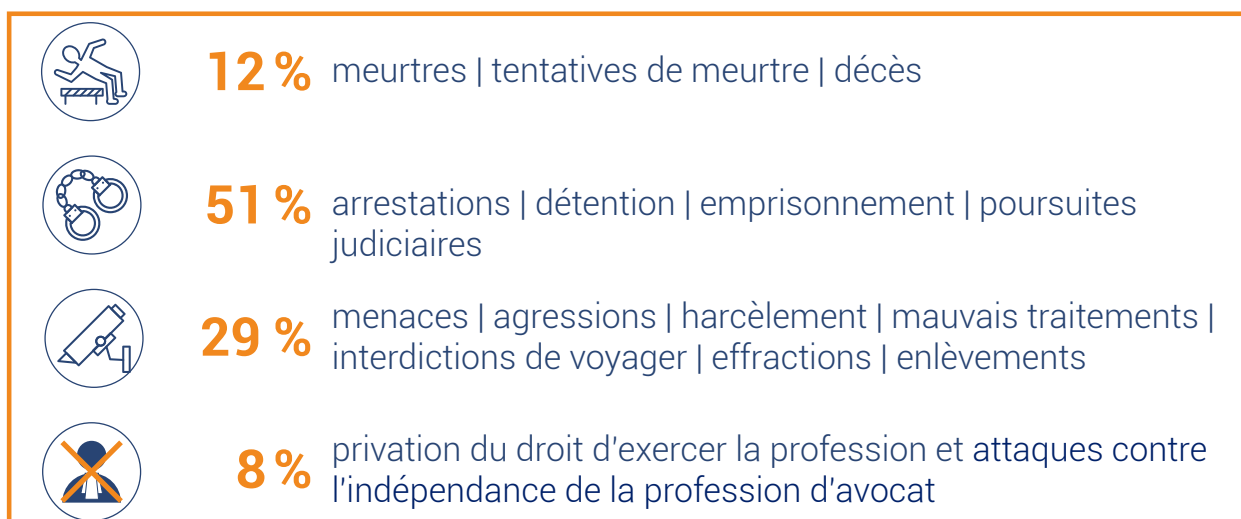 12 % meurtres | tentatives de meurtre | décès
51 % arrestations | détention | emprisonnement | poursuites
judiciaires
29 % menaces | agressions | harcèlement | mauvais traitements |
interdictions de voyager | effractions | enlèvements
8 % privation du droit d'exercer la profession et attaques contre
l'indépendance de la profession d'avocat